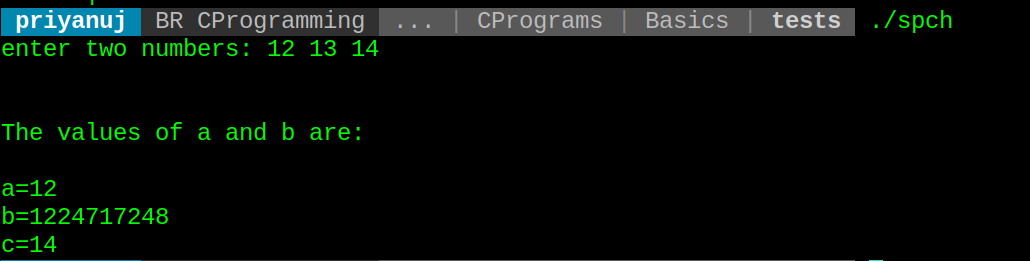 priyanuj BR CProgramming ... | CPrograms | Basics | tests ./spch
enter two numbers: 12 13 14
The values of a and b are:
a=12
b=1224717248
c=14